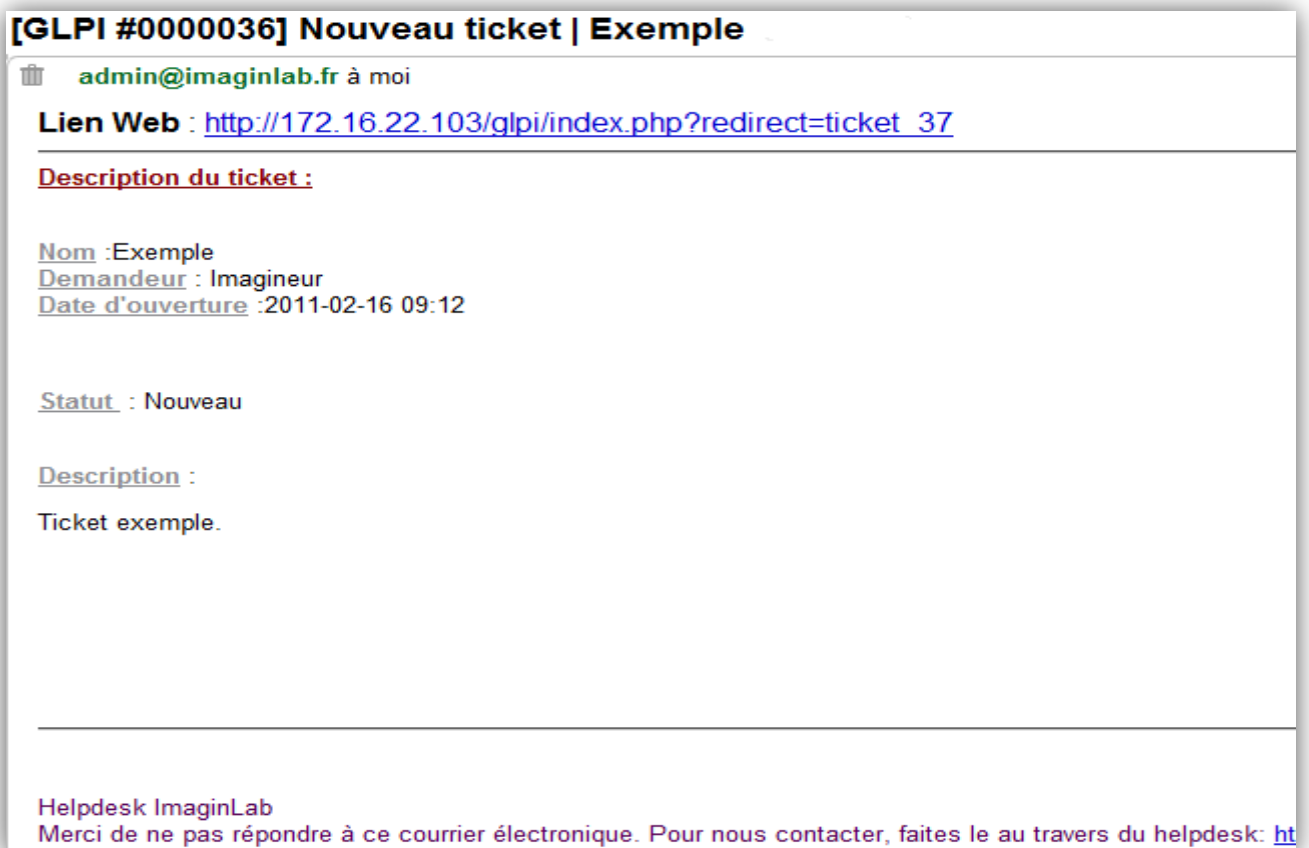 [GLPI #0000036] Nouveau ticket | Exemple
admin@imaginlab.fr à moi
Lien Web : http://172.16.22.103/glpi/index.php?redirect=ticket_37
Description du ticket :
Nom :Exemple
Demandeur : Imagineur
Date d'ouverture :2011-02-16 09:12
Statut : Nouveau
Description :
Ticket exemple.
Helpdesk ImaginLab
Merci de ne pas répondre à ce courrier électronique. Pour nous contacter, faites le au travers du helpdesk: ht